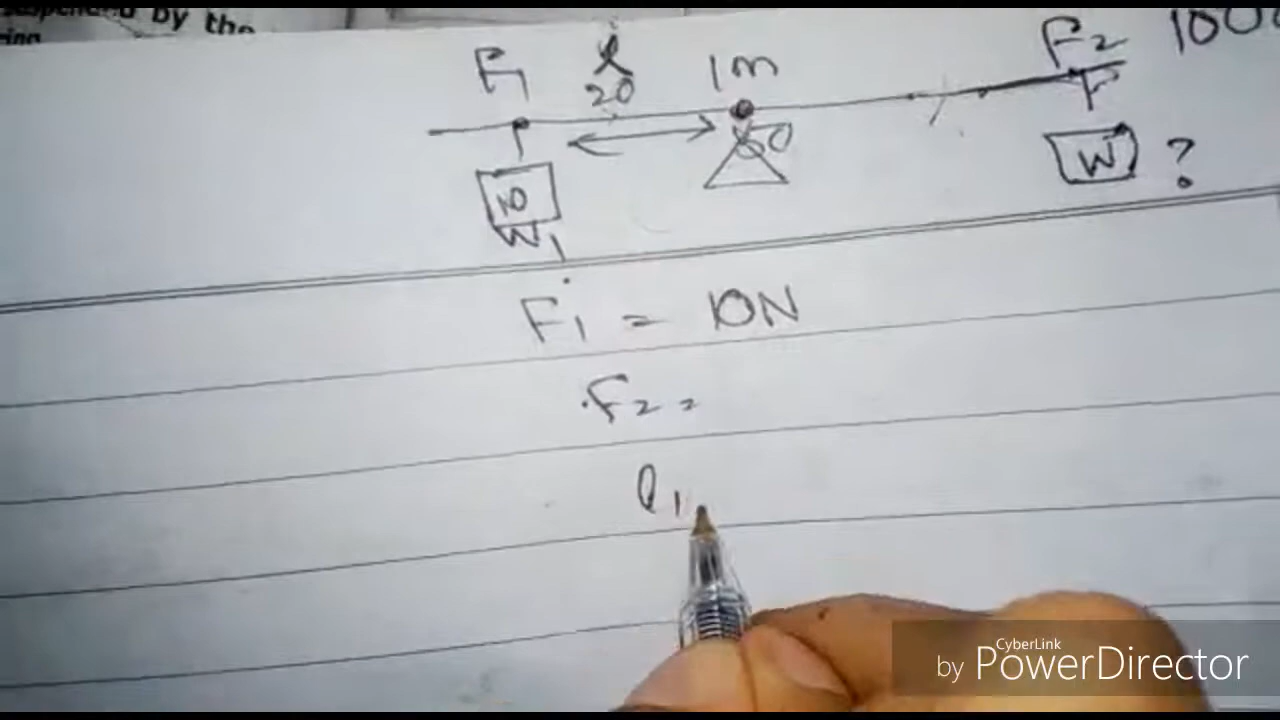 by the
F1 l 1m F2 100
20
50
10 W ?
W1
F1 = 10N
F2 =
l1
CyberLink
by PowerDirector